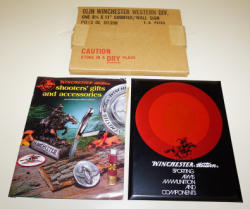 OLIN WINCHESTER WESTERN DIV.
ONE 8½ X 11" COUNTER/WALL SIGN
CAUTION
STORE IN A DRY PLACE
WINCHESTER Western
shooters' gifts
and accessories
WINCHESTER Western
SPORTING
ARMS
AMMUNITION
AND
COMPONENTS